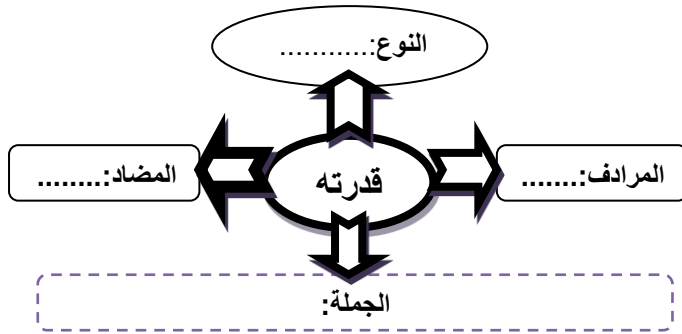 النوع:...........
المرادف:.......
قدرته
المضاد:........
الجملة: